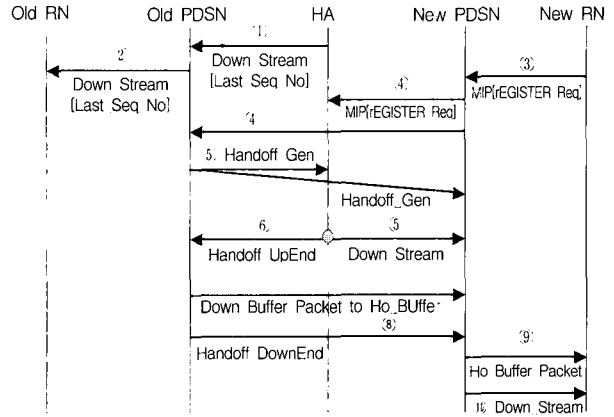 Old RN Old PDSN HA New PDSN New RN
(1)
Down Stream
[Last Seq No]
2)
Down Stream
[Last Seq No]
(3)
MIP[rEGISTER Req]
(4)
MIP[rEGISTER Req]
(4
5) Handoff Gen
Handoff_Gen
6)
Handoff UpEnd
(5
Down Stream
Down Buffer Packet to Ho_BUffer
(8)
Handoff DownEnd
(9)
Ho Buffer Packet
10 Down Stream